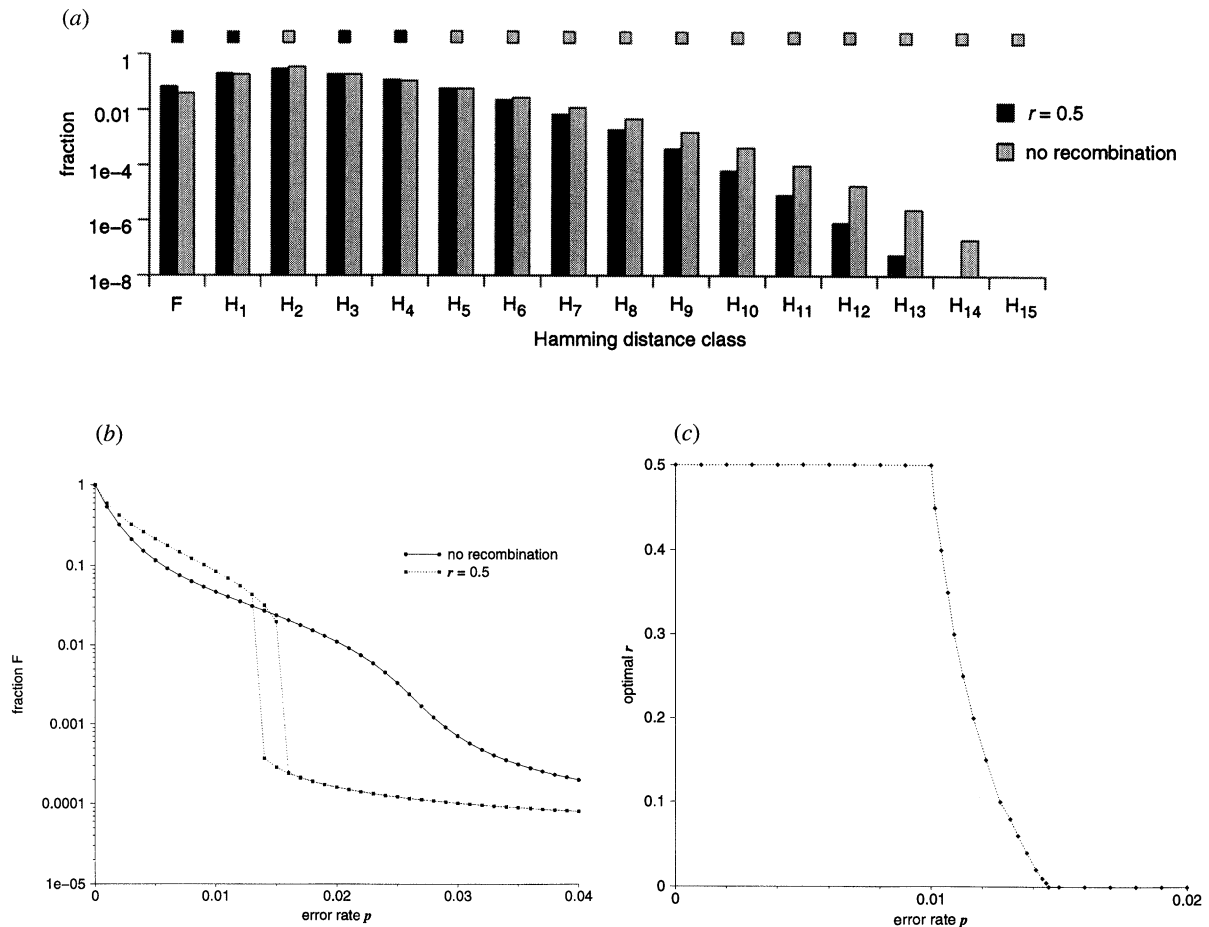 (a)
1
0.01
1e−4
1e−6
1e−8
fraction
F H1 H2 H3 H4 H5 H6 H7 H8 H9 H10 H11 H12 H13 H14 H15
Hamming distance class
r = 0.5
no recombination
(b)
1
0.1
0.01
0.001
0.0001
1e−05
fraction F
0 0.01 0.02 0.03 0.04
error rate p
no recombination
r = 0.5
(c)
0.5
0.4
0.3
0.2
0.1
0
optimal r
0 0.01 0.02
error rate p